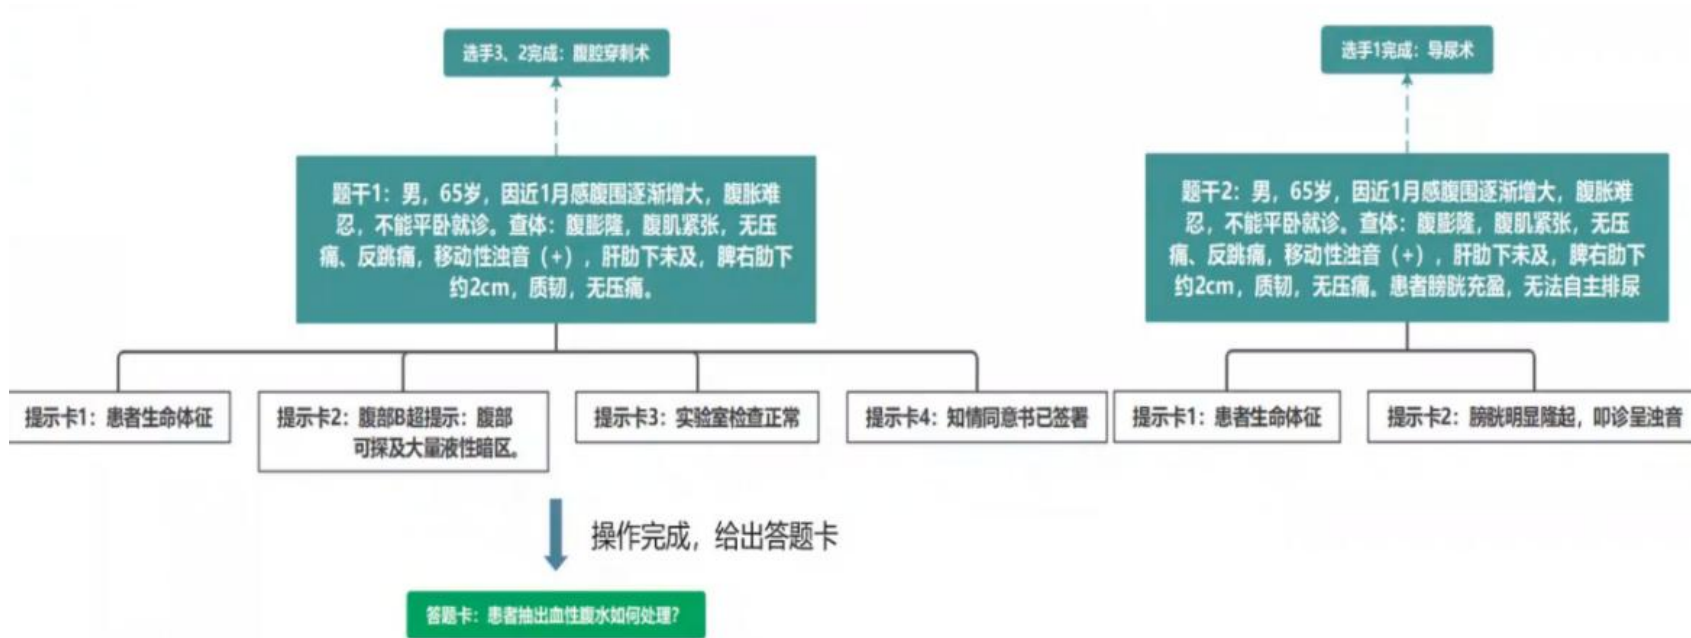 选手3、2完成：腹腔穿刺术
题干1：男，65岁，因近1月感腹围逐渐增大，腹胀难
忍，不能平卧就诊。查体：腹膨隆，腹肌紧张，无压
痛、反跳痛，移动性浊音（+），肝肋下未及，脾右肋下
约2cm，质韧，无压痛。
提示卡1：患者生命体征
提示卡2：腹部B超提示：腹部
可探及大量液性暗区。
提示卡3：实验室检查正常
提示卡4：知情同意书已签署
操作完成，给出答题卡
答题卡：患者抽出血性腹水如何处理？
选手1完成：导尿术
题干2：男，65岁，因近1月感腹围逐渐增大，腹胀难
忍，不能平卧就诊。查体：腹膨隆，腹肌紧张，无压
痛、反跳痛，移动性浊音（+），肝肋下未及，脾右肋下
约2cm，质韧，无压痛。患者膀胱充盈，无法自主排尿
提示卡1：患者生命体征
提示卡2：膀胱明显隆起，叩诊呈浊音